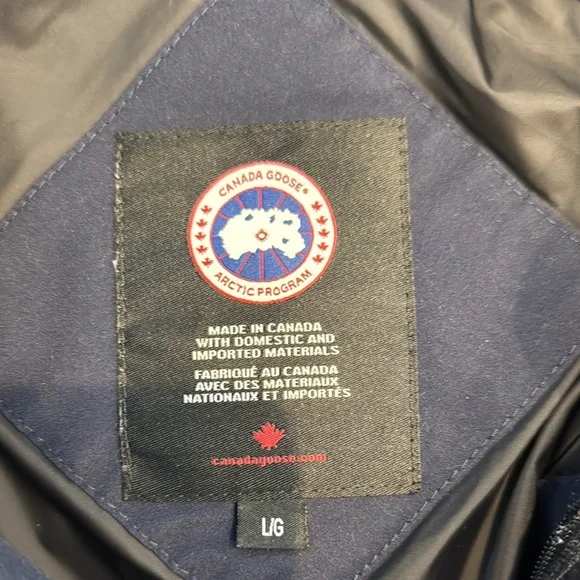 CANADA GOOSE®
ARCTIC PROGRAM
MADE IN CANADA
WITH DOMESTIC AND
IMPORTED MATERIALS
FABRIQUÉ AU CANADA
AVEC DES MATERIAUX
NATIONAUX ET IMPORTÉS
canadagoose.com
L/G